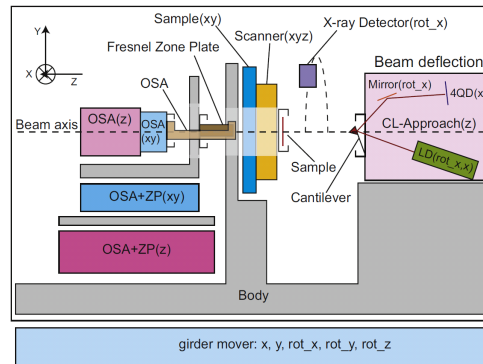 Sample(xy)
Scanner(xyz)
X-ray Detector(rot_x)
Fresnel Zone Plate
Y
X
Z
OSA
Beam deflection
Mirror(rot_x)
4QD(x
Beam axis
OSA(z)
OSA
(xy)
CL-Approach(z)
LD(rot_x,x)
Sample
Cantilever
OSA+ZP(xy)
OSA+ZP(z)
Body
girder mover: x, y, rot_x, rot_y, rot_z